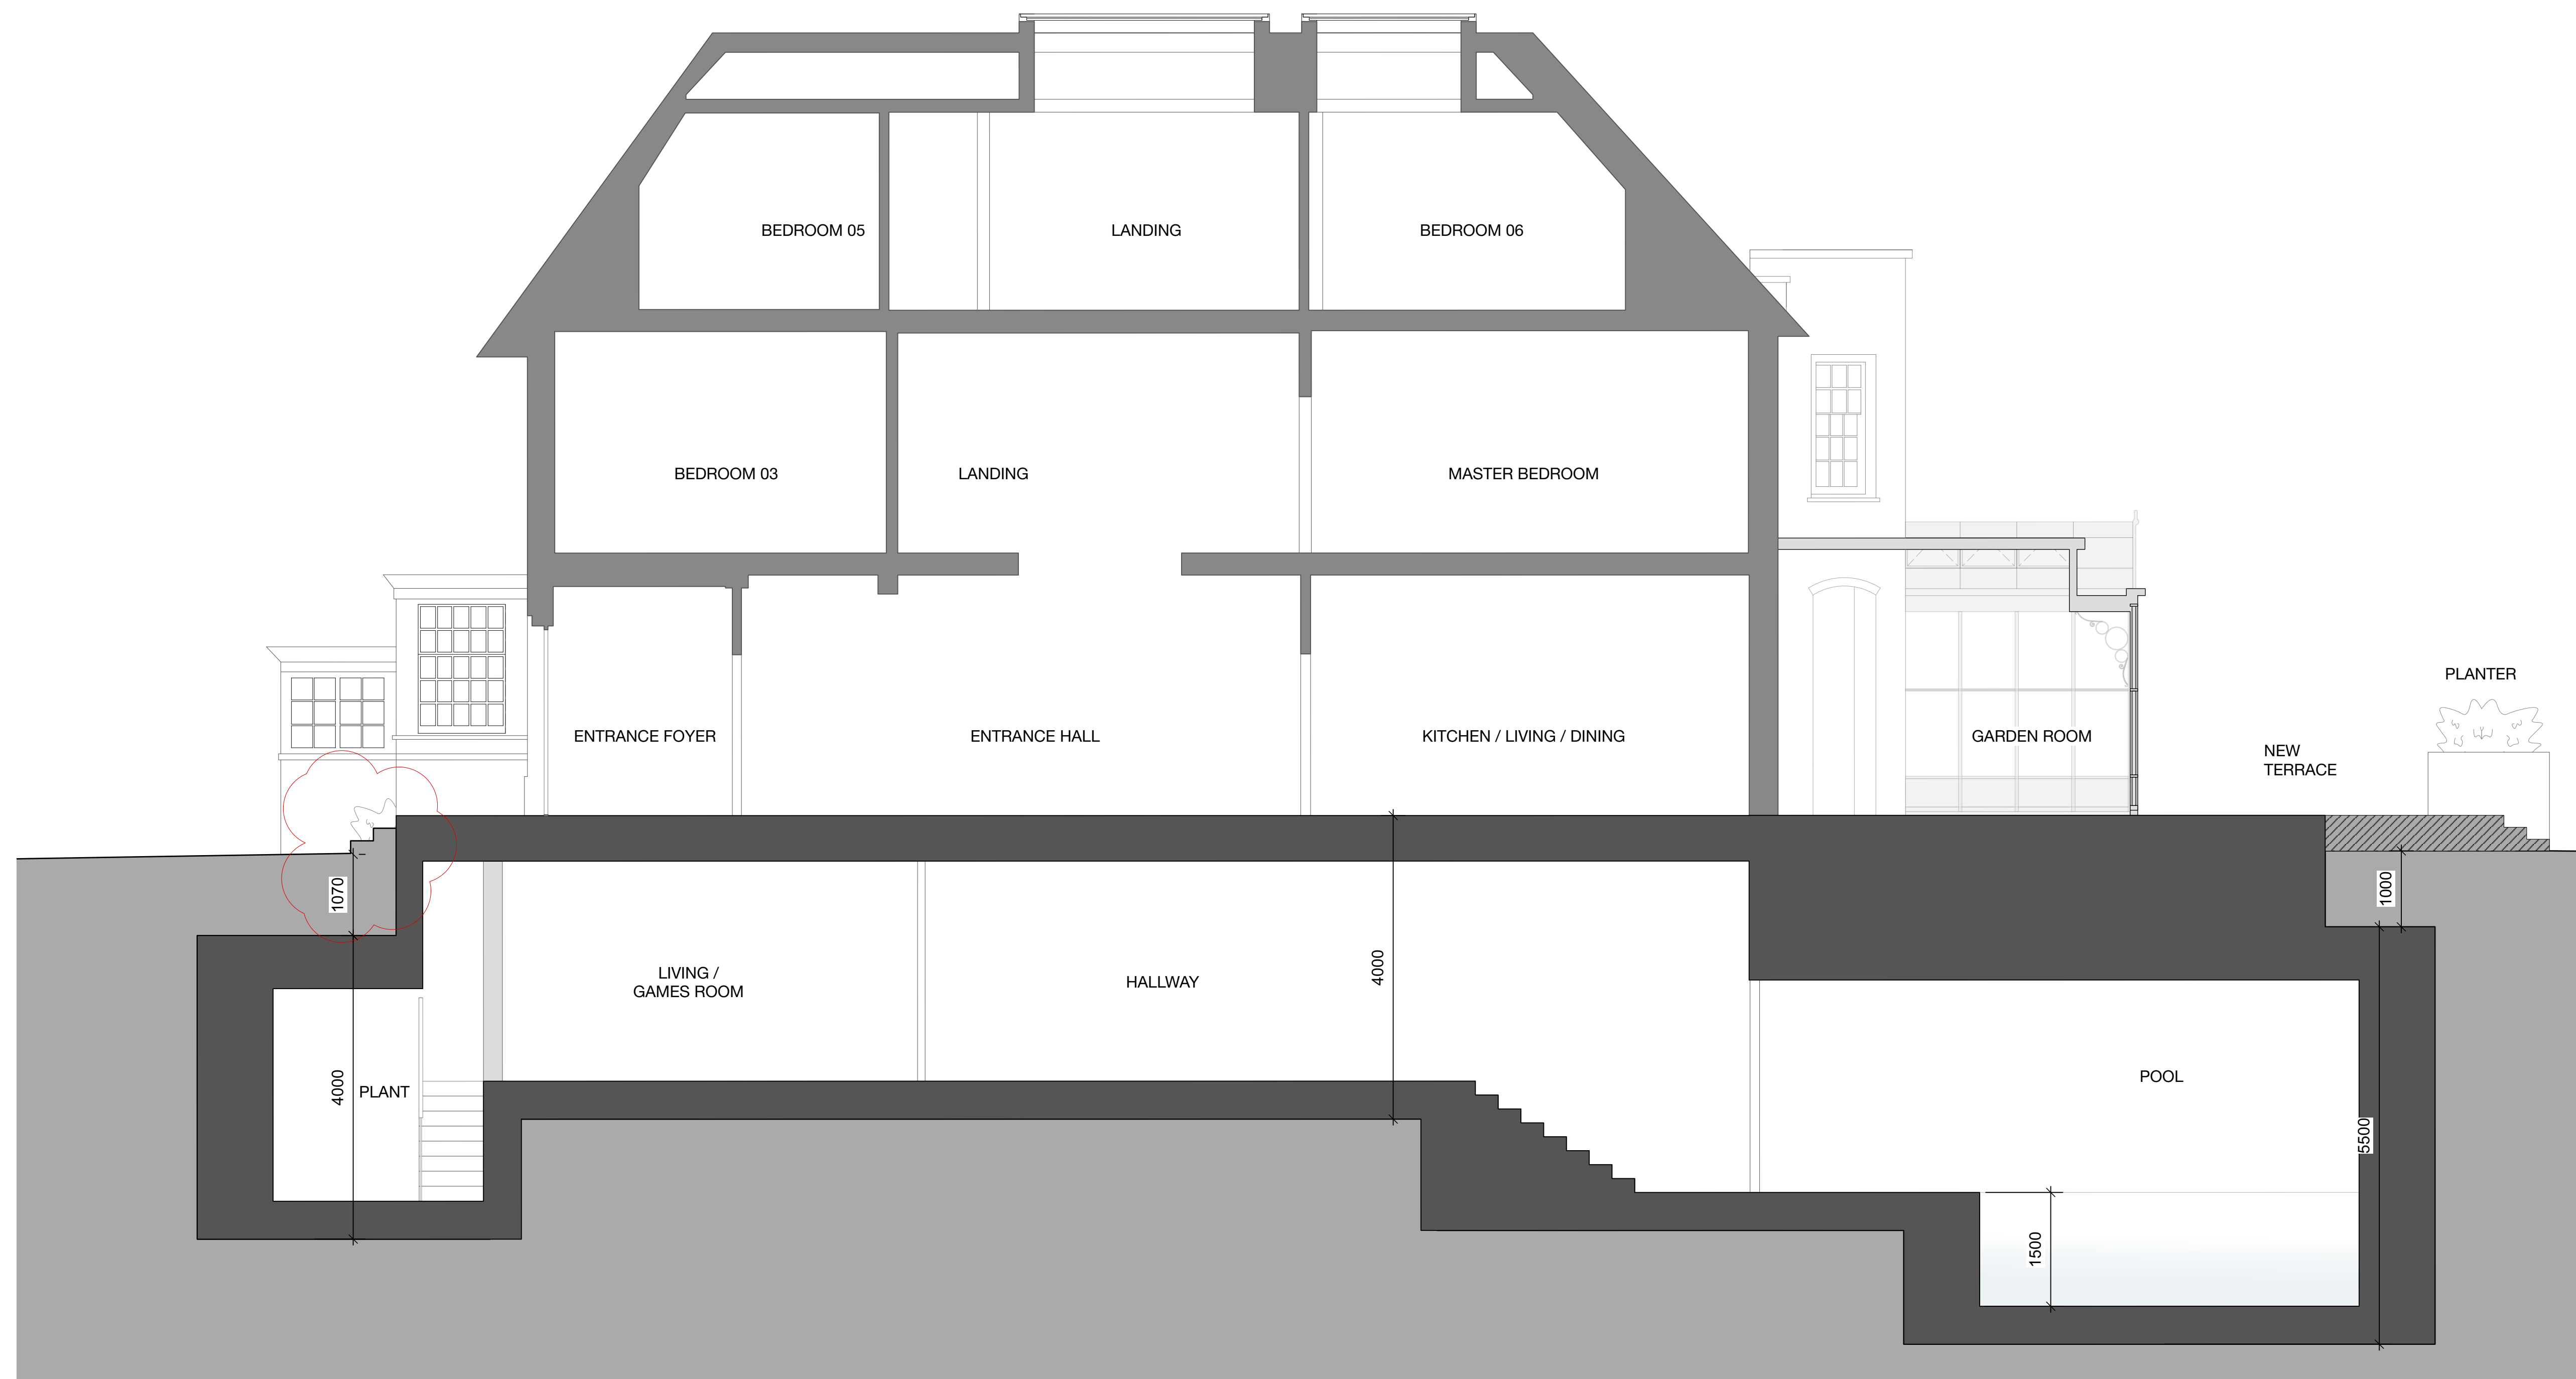 BEDROOM 05
LANDING
BEDROOM 06
BEDROOM 03
LANDING
MASTER BEDROOM
PLANTER
ENTRANCE FOYER
ENTRANCE HALL
KITCHEN / LIVING / DINING
GARDEN ROOM
NEW
TERRACE
1070
1000
LIVING /
GAMES ROOM
HALLWAY
4000
4000
PLANT
POOL
5500
1500